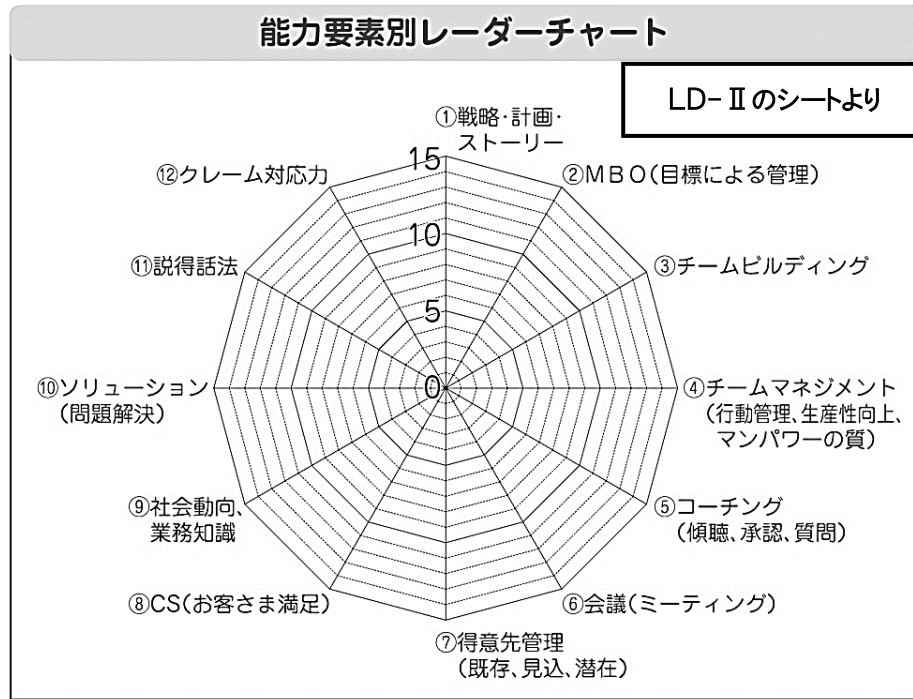 能力要素別レーダーチャート
LD-Ⅱのシートより
①戦略・計画・
ストーリー
②MBO(目標による管理)
③チームビルディング
④チームマネジメント
(行動管理、生産性向上、
マンパワーの質)
⑤コーチング
(傾聴、承認、質問)
⑥会議(ミーティング)
⑦得意先管理
(既存、見込、潜在)
⑧CS(お客さま満足)
⑨社会動向、
業務知識
⑩ソリューション
(問題解決)
⑪説得話法
⑫クレーム対応力
15
10
5
0